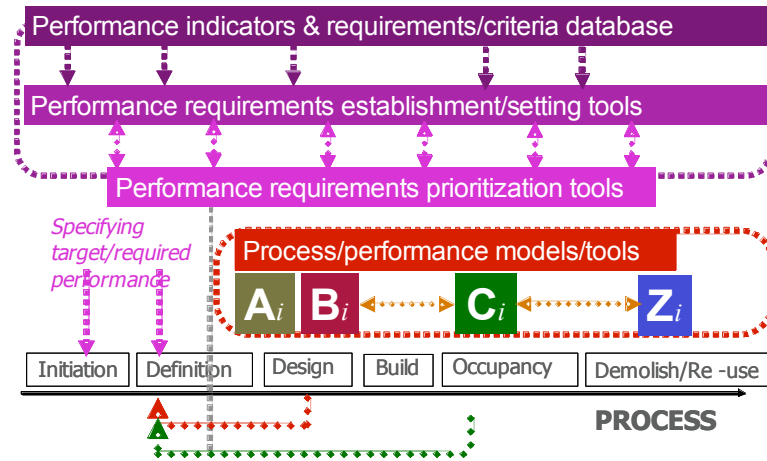 Performance indicators & requirements/criteria database
Performance requirements establishment/setting tools
Performance requirements prioritization tools
Specifying
target/required
performance
Process/performance models/tools
Ai Bi Ci Zi
Initiation Definition Design Build Occupancy Demolish/Re -use
PROCESS